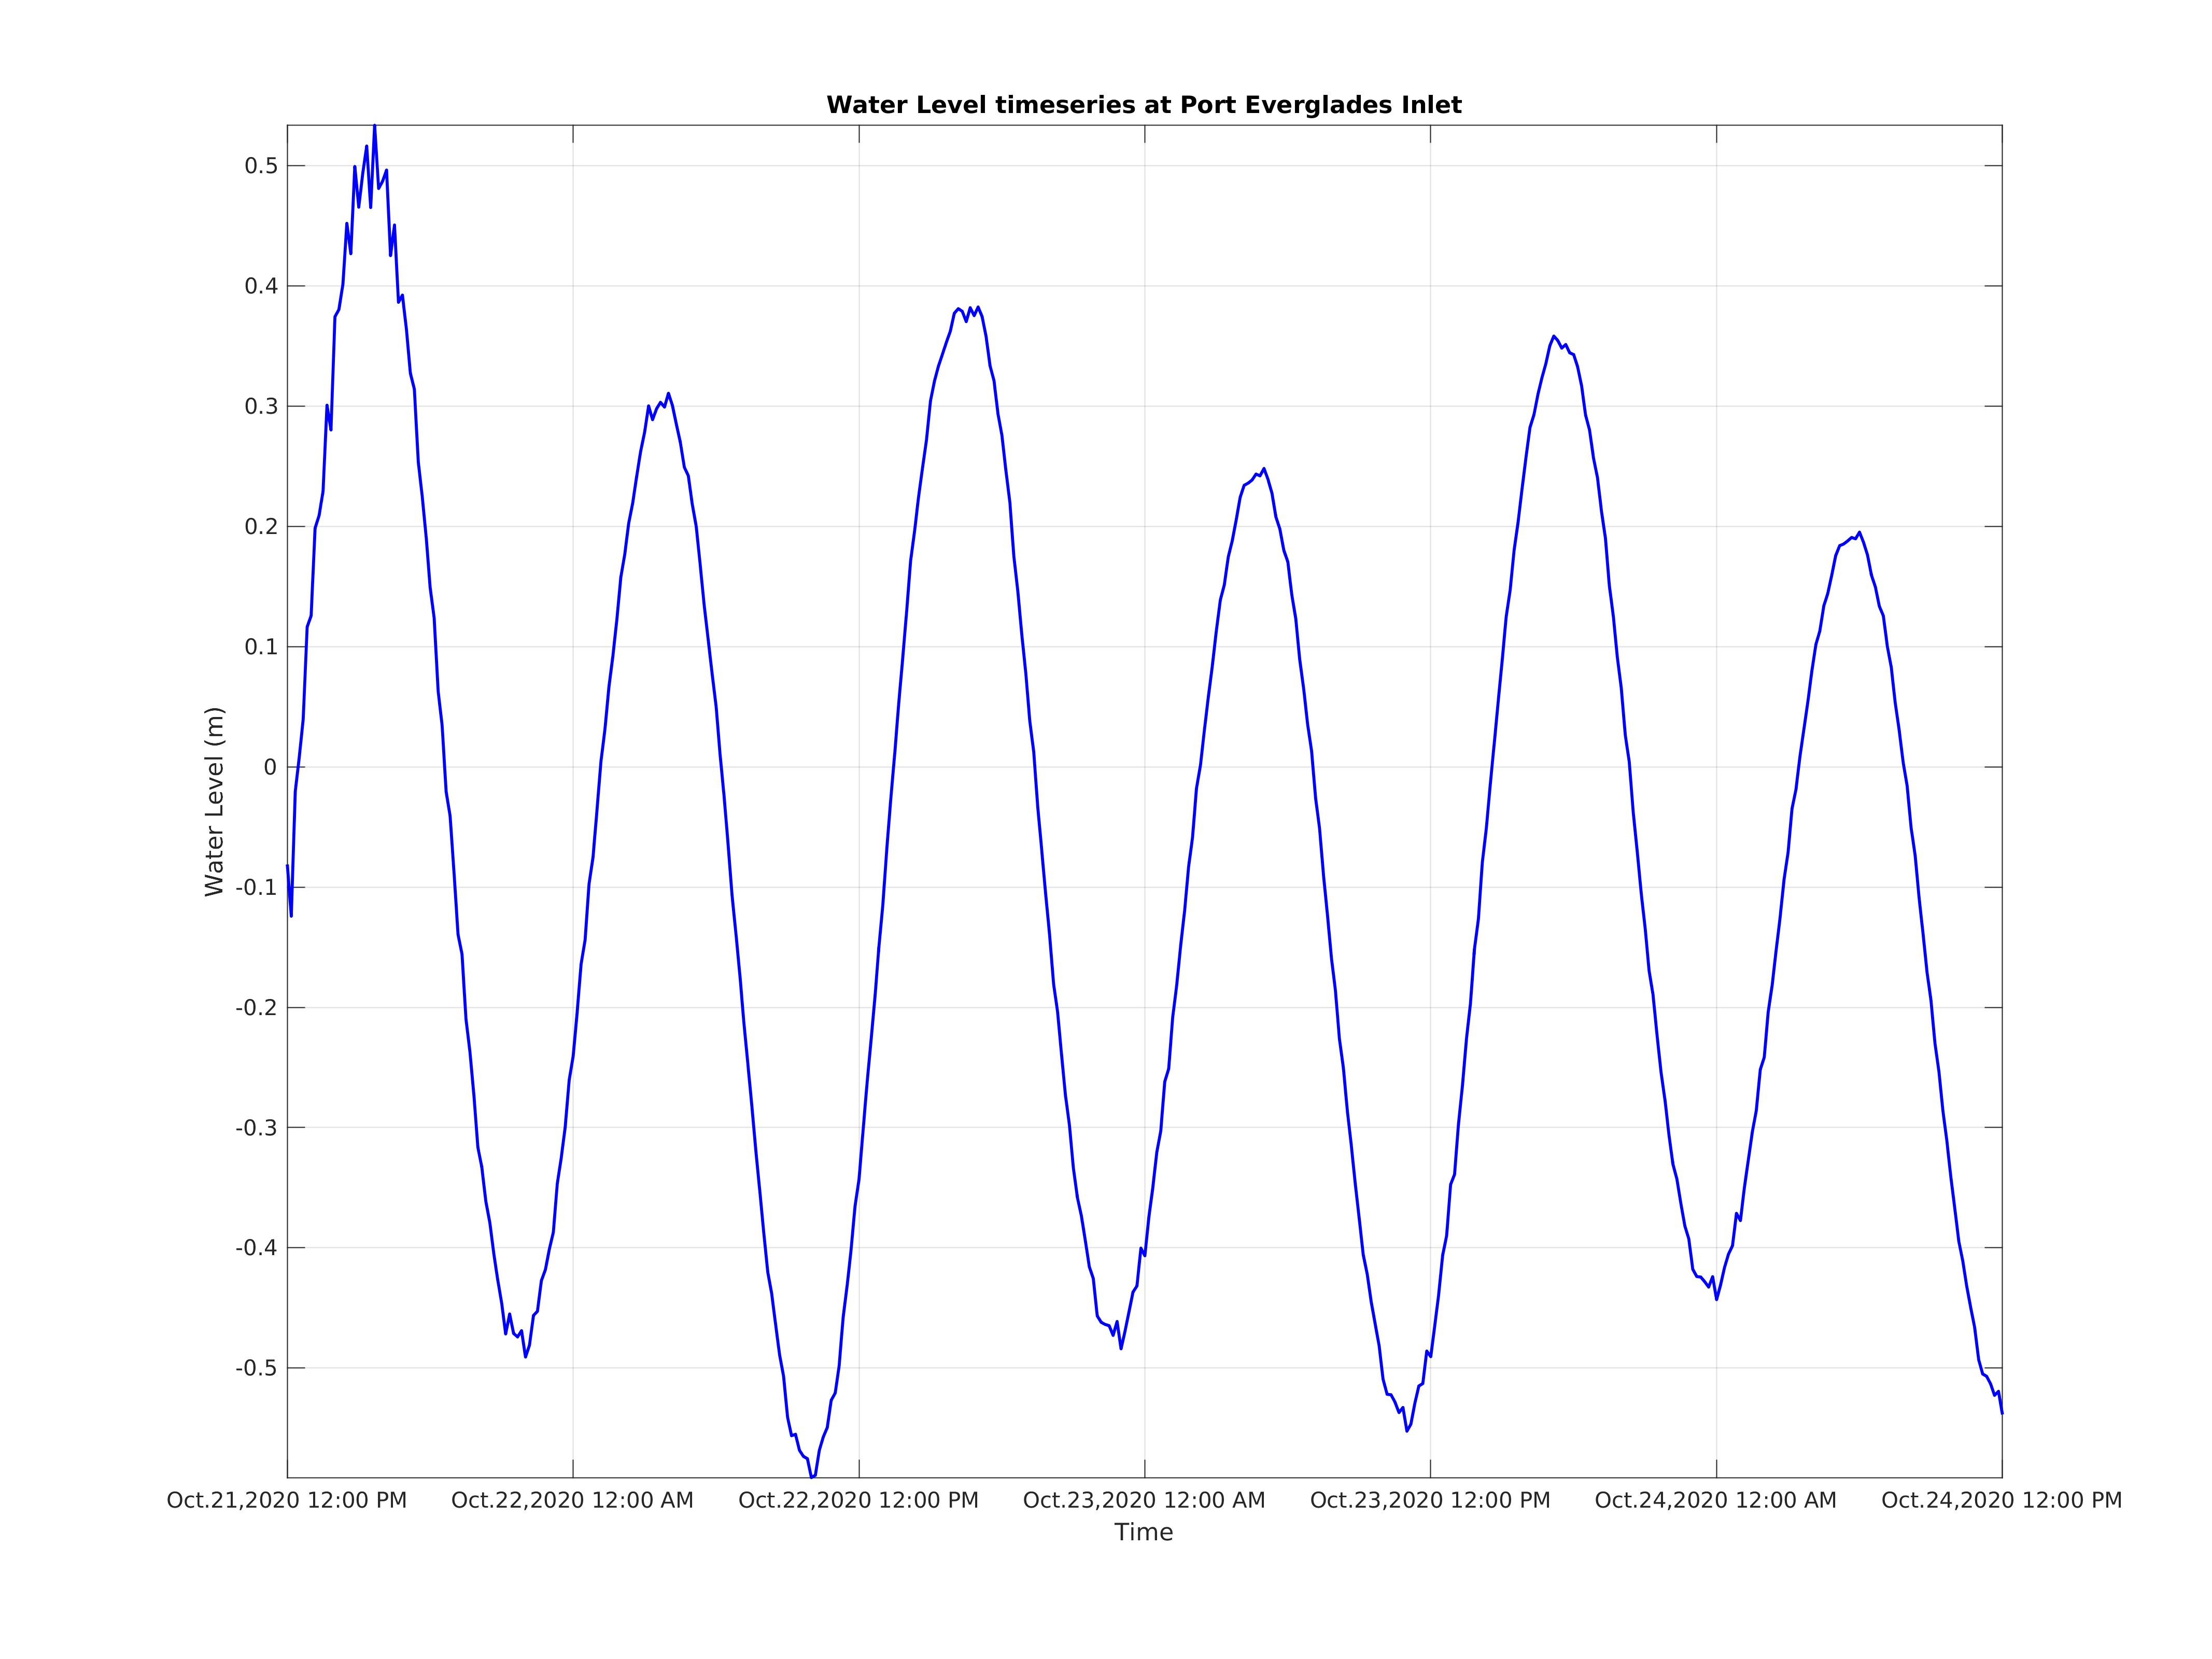 Water Level timeseries at Port Everglades Inlet
0.5
0.4
0.3
0.2
0.1
0
-0.1
-0.2
-0.3
-0.4
-0.5
Water Level (m)
Oct.21,2020 12:00 PM Oct.22,2020 12:00 AM Oct.22,2020 12:00 PM Oct.23,2020 12:00 AM Oct.23,2020 12:00 PM Oct.24,2020 12:00 AM Oct.24,2020 12:00 PM
Time